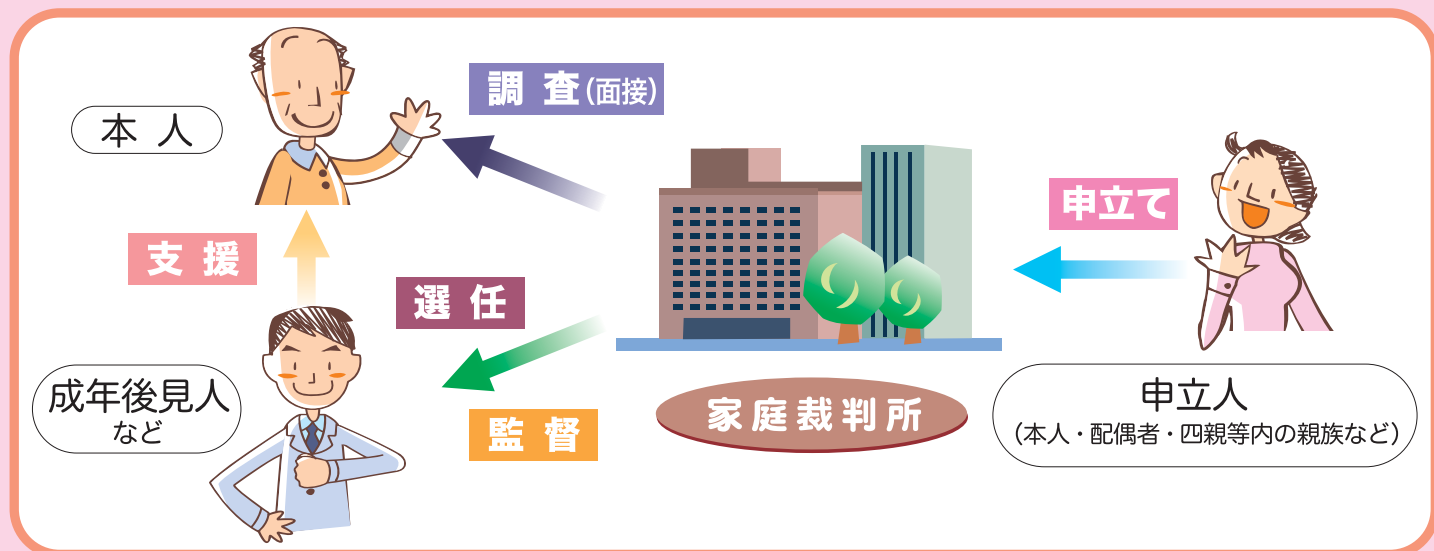 本人
調査(面接)
申立て
支援
選任
成年後見人
など
監督
家庭裁判所
申立人
(本人・配偶者・四親等内の親族など)